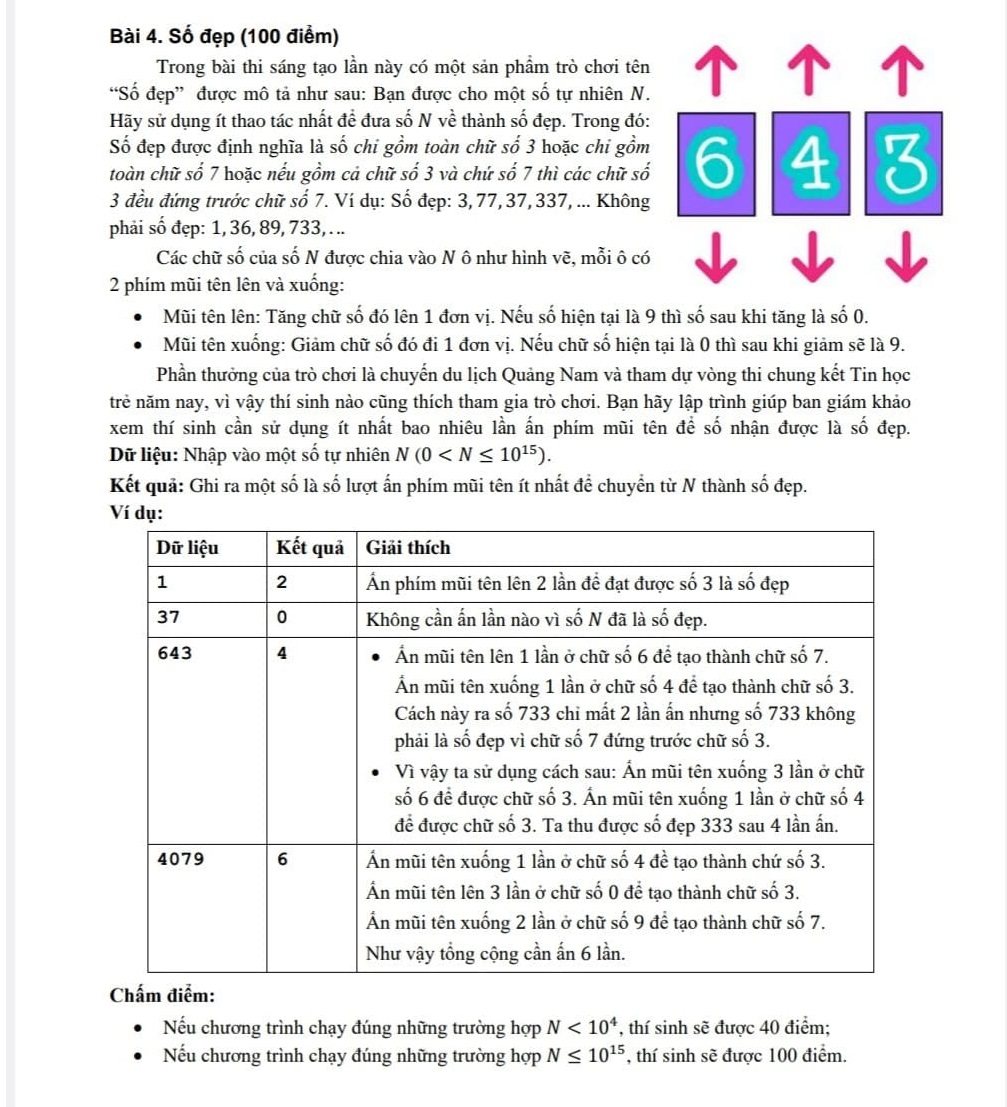 Bài 4. Số đẹp (100 điểm)
Trong bài thi sáng tạo lần này có một sản phẩm trò chơi tên
“Số đẹp” được mô tả như sau: Bạn được cho một số tự nhiên N.
Hãy sử dụng ít thao tác nhất để đưa số N về thành số đẹp. Trong đó:
Số đẹp được định nghĩa là số chỉ gồm toàn chữ số 3 hoặc chỉ gồm
toàn chữ số 7 hoặc nếu gồm cả chữ số 3 và chứ số 7 thì các chữ số
3 đều đứng trước chữ số 7. Ví dụ: Số đẹp: 3, 77, 37, 337, ... Không
phải số đẹp: 1, 36, 89, 733, ...
6 4 3
Các chữ số của số N được chia vào N ô như hình vẽ, mỗi ô có
2 phím mũi tên lên và xuống:
• Mũi tên lên: Tăng chữ số đó lên 1 đơn vị. Nếu số hiện tại là 9 thì số sau khi tăng là số 0.
• Mũi tên xuống: Giảm chữ số đó đi 1 đơn vị. Nếu chữ số hiện tại là 0 thì sau khi giảm sẽ là 9.
Phần thưởng của trò chơi là chuyến du lịch Quảng Nam và tham dự vòng thi chung kết Tin học
trẻ năm nay, vì vậy thí sinh nào cũng thích tham gia trò chơi. Bạn hãy lập trình giúp ban giám khảo
xem thí sinh cần sử dụng ít nhất bao nhiêu lần ấn phím mũi tên để số nhận được là số đẹp.
Dữ liệu: Nhập vào một số tự nhiên N (0 < N ≤ 10¹⁵).
Kết quả: Ghi ra một số là số lượt ấn phím mũi tên ít nhất để chuyển từ N thành số đẹp.
Ví dụ:
Dữ liệu Kết quả Giải thích
1 2 Ấn phím mũi tên lên 2 lần để đạt được số 3 là số đẹp
37 0 Không cần ấn lần nào vì số N đã là số đẹp.
643 4 • Ấn mũi tên lên 1 lần ở chữ số 6 để tạo thành chữ số 7.
Ấn mũi tên xuống 1 lần ở chữ số 4 để tạo thành chữ số 3.
Cách này ra số 733 chỉ mất 2 lần ấn nhưng số 733 không
phải là số đẹp vì chữ số 7 đứng trước chữ số 3.
• Vì vậy ta sử dụng cách sau: Ấn mũi tên xuống 3 lần ở chữ
số 6 để được chữ số 3. Ấn mũi tên xuống 1 lần ở chữ số 4
để được chữ số 3. Ta thu được số đẹp 333 sau 4 lần ấn.
4079 6 Ấn mũi tên xuống 1 lần ở chữ số 4 để tạo thành chứ số 3.
Ấn mũi tên lên 3 lần ở chữ số 0 để tạo thành chữ số 3.
Ấn mũi tên xuống 2 lần ở chữ số 9 để tạo thành chữ số 7.
Như vậy tổng cộng cần ấn 6 lần.
Chấm điểm:
• Nếu chương trình chạy đúng những trường hợp N < 10⁴, thí sinh sẽ được 40 điểm;
• Nếu chương trình chạy đúng những trường hợp N ≤ 10¹⁵, thí sinh sẽ được 100 điểm.